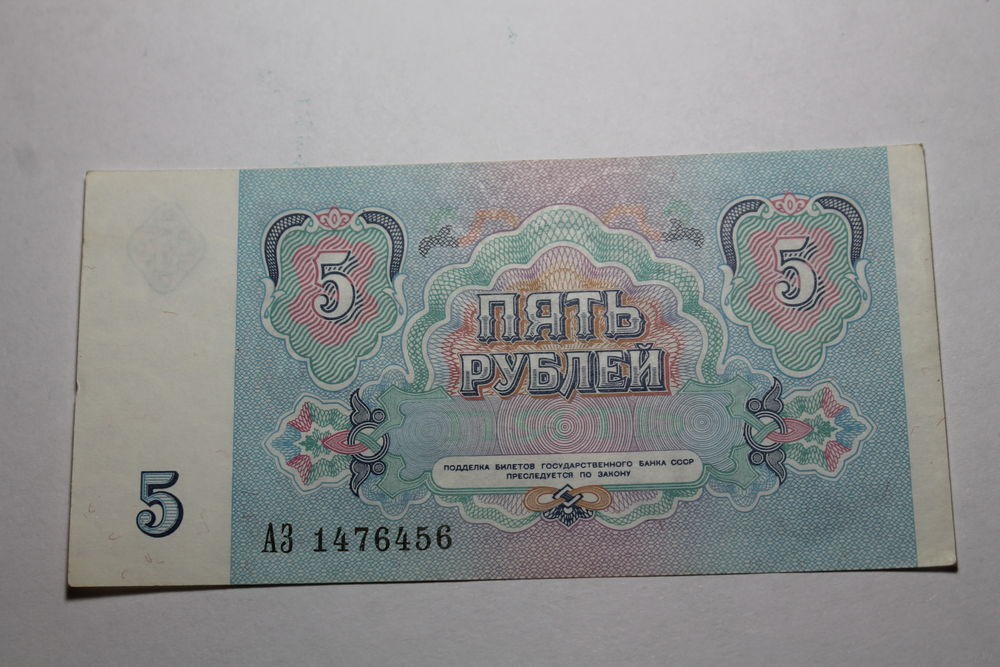 5
5
ПЯТЬ
РУБЛЕЙ
ПОДДЕЛКА БИЛЕТОВ ГОСУДАРСТВЕННОГО БАНКА СССР
ПРЕСЛЕДУЕТСЯ ПО ЗАКОНУ
5
АЗ 1476456